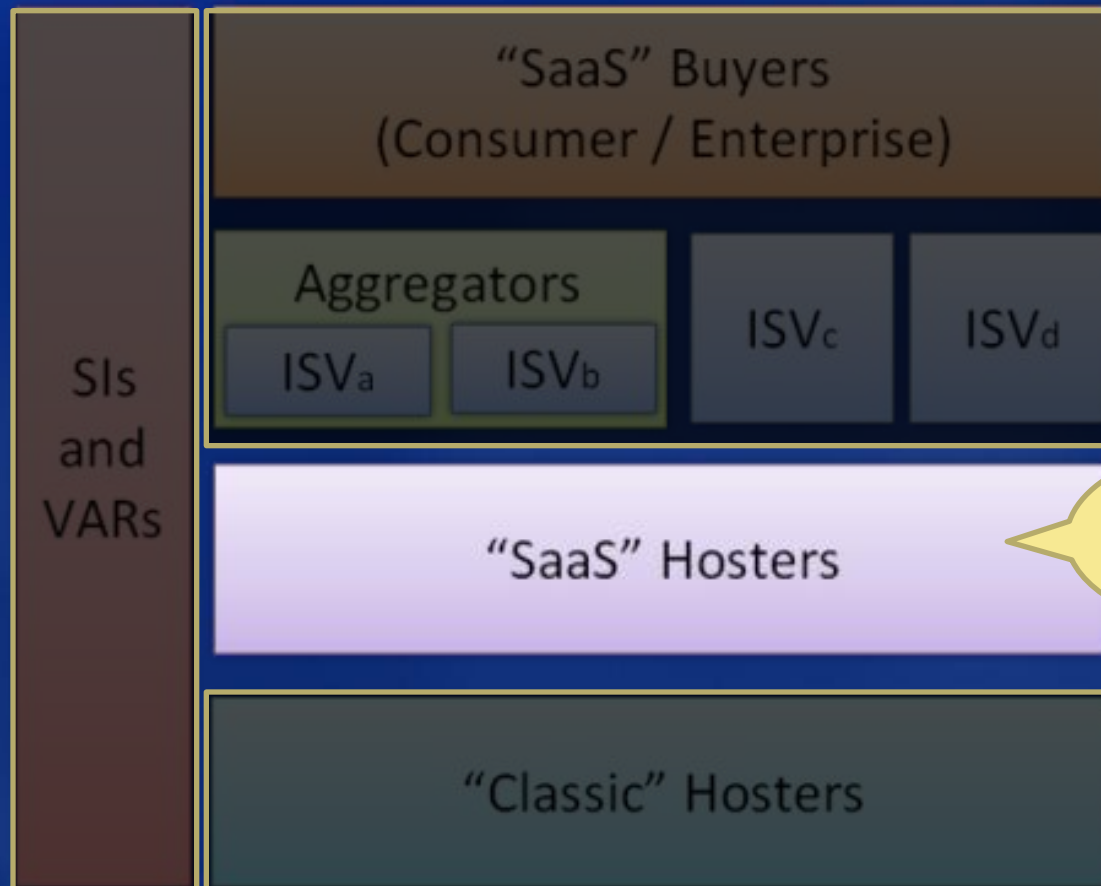 SIs
and
VARs
“SaaS” Buyers
(Consumer / Enterprise)
Aggregators
ISVa
ISVb
ISVc
ISVd
“SaaS” Hosters
“Classic” Hosters